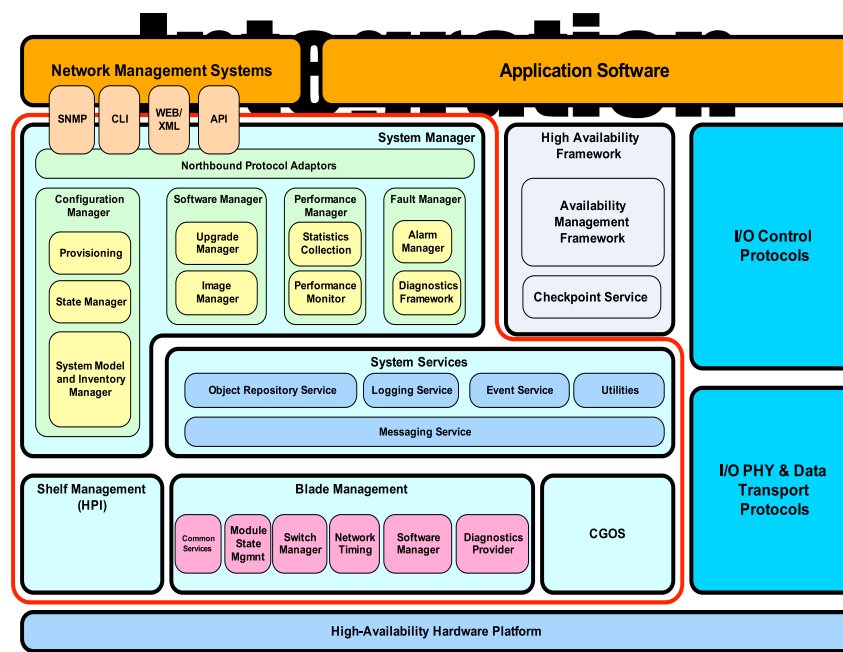 Integration
Network Management Systems
Application Software
SNMP
CLI
WEB/
XML
API
System Manager
Northbound Protocol Adaptors
Configuration
Manager
Provisioning
State Manager
System Model
and Inventory
Manager
Software Manager
Upgrade
Manager
Image
Manager
Performance
Manager
Statistics
Collection
Performance
Monitor
Fault Manager
Alarm
Manager
Diagnostics
Framework
High Availability
Framework
Availability
Management
Framework
Checkpoint Service
I/O Control
Protocols
System Services
Object Repository Service
Logging Service
Event Service
Utilities
Messaging Service
I/O PHY & Data
Transport
Protocols
Shelf Management
(HPI)
Blade Management
Common
Services
Module
State
Mgmnt
Switch
Manager
Network
Timing
Software
Manager
Diagnostics
Provider
CGOS
High-Availability Hardware Platform